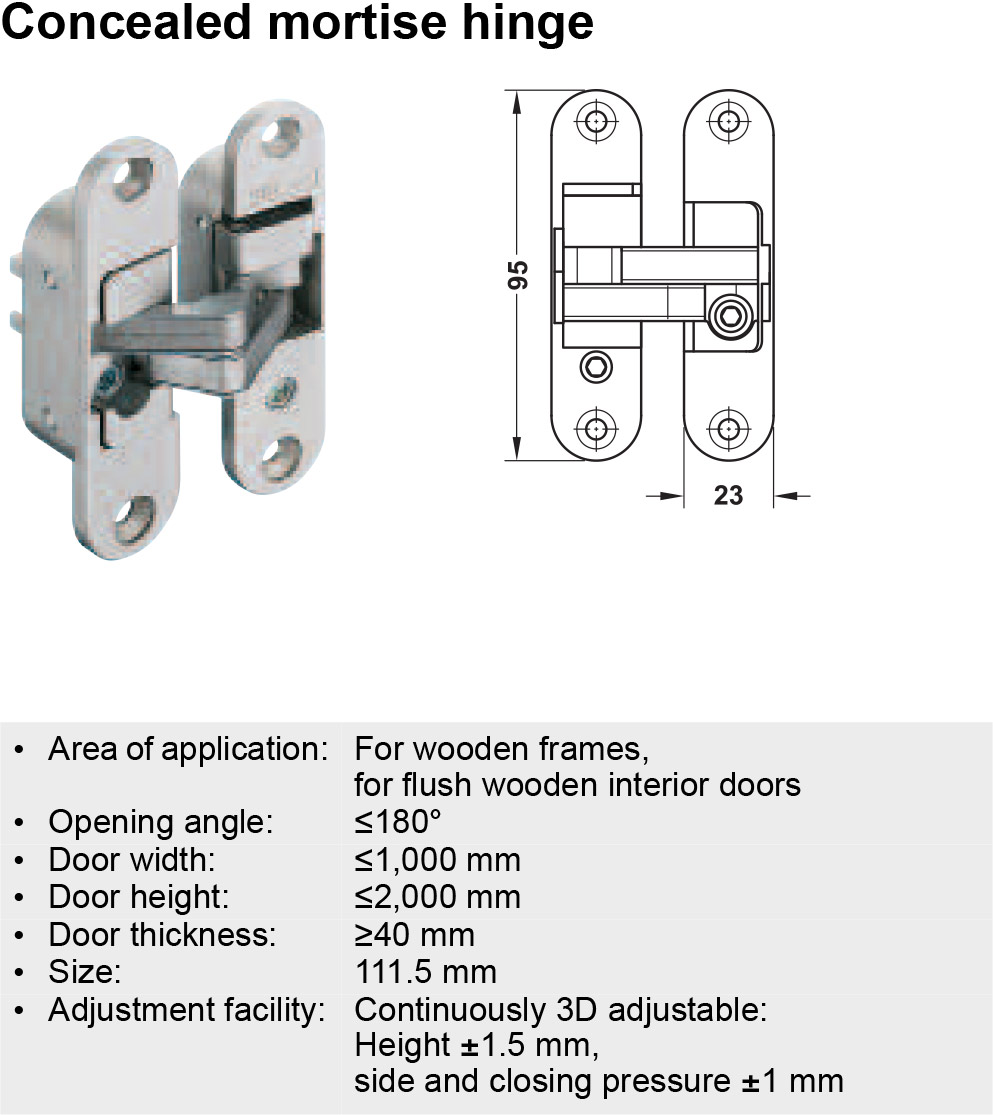 Concealed mortise hinge
95
23
• Area of application: For wooden frames,
for flush wooden interior doors
• Opening angle: ≤180°
• Door width: ≤1,000 mm
• Door height: ≤2,000 mm
• Door thickness: ≥40 mm
• Size: 111.5 mm
• Adjustment facility: Continuously 3D adjustable:
Height ±1.5 mm,
side and closing pressure ±1 mm